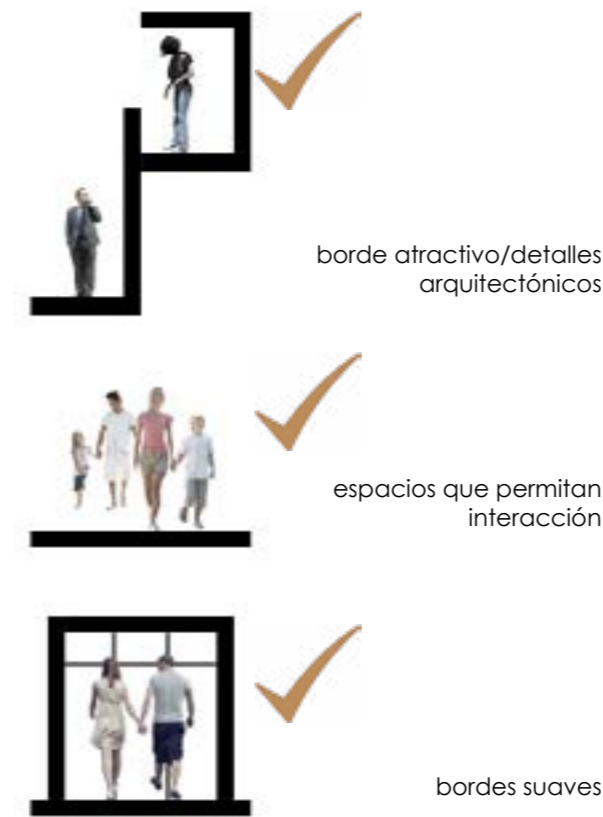 borde atractivo/detalles
arquitectónicos
espacios que permitan
interacción
bordes suaves